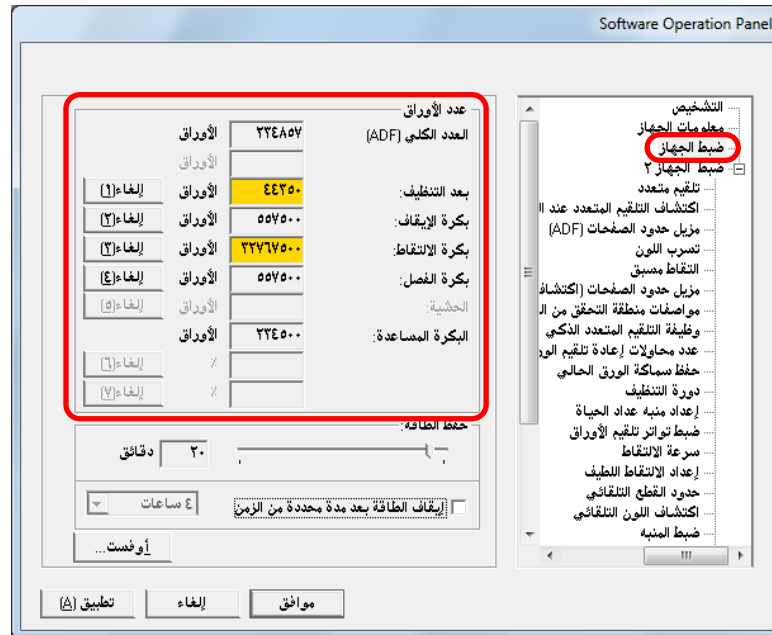 Software Operation Panel
التشخيص
معلومات الجهاز
ضبط الجهاز
ضبط الجهاز ٢
تلقيم متعدد
اكتشاف التلقيم المتعدد عند ال
مزيل حدود الصفحات (ADF)
تسرب اللون
التقاط مسبق
مزيل حدود الصفحات (اكتشاف
مواصفات منطقة التحقق من ال
وظيفة التلقيم المتعدد الذكي
عدد محاولات إعادة تلقيم الور
حفظ سماكة الورق الحالي
دورة التنظيف
إعداد منبه عداد الحياة
ضبط تواتر تلقيم الأوراق
سرعة الالتقاط
إعداد الالتقاط اللطيف
حدود القطع التلقائي
اكتشاف اللون التلقائي
ضبط المنبه
عدد الأوراق
العدد الكلي (ADF) ٢٣٤٨٥٧ الأوراق
الأوراق
بعد التنظيف: ٤٤٢٥٠ الأوراق إلغاء(١)
بكرة الإيقاف: ٥٥٧٥٠٠ الأوراق إلغاء(٢)
بكرة الالتقاط: ٣٢٧٦٧٥٠٠ الأوراق إلغاء(٣)
بكرة الفصل: ٥٥٧٥٠٠ الأوراق إلغاء(٤)
الحشية: الأوراق إلغاء(٥)
البكرة المساعدة: ٢٣٤٥٠٠ الأوراق
٪ إلغاء(٦)
٪ إلغاء(٧)
حفظ الطاقة:
٢٠ دقائق
إيقاف الطاقة بعد مدة محددة من الزمن ٤ ساعات
أوفست...
موافق إلغاء تطبيق (A)